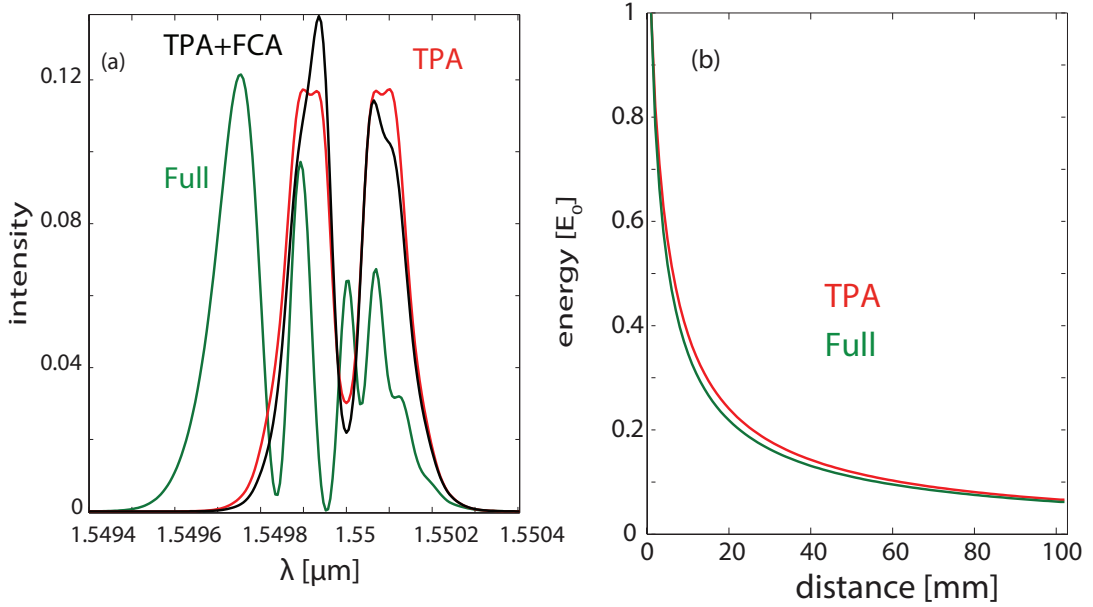 (a)
TPA+FCA
TPA
Full
intensity
0.12
0.08
0.04
0
1.5494
1.5496
1.5498
1.55
1.5502
1.5504
λ [μm]
(b)
TPA
Full
energy [E₀]
1
0.8
0.6
0.4
0.2
0
0
20
40
60
80
100
distance [mm]